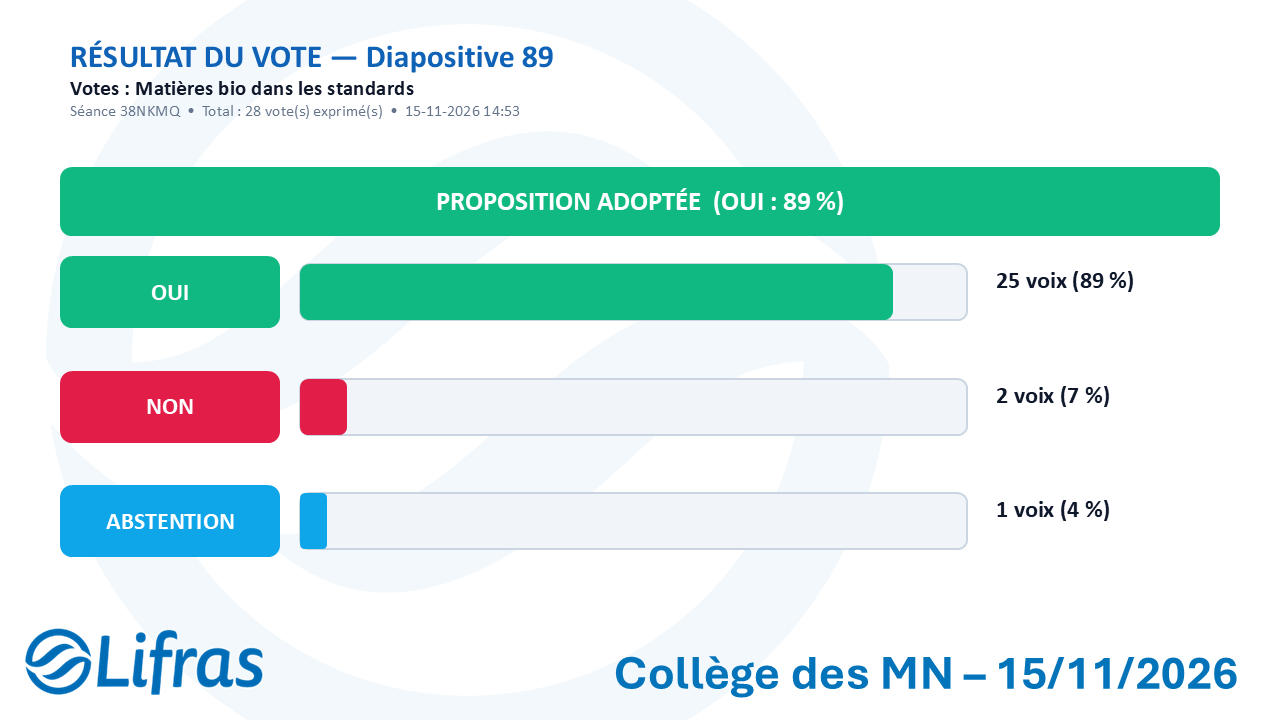 RÉSULTAT DU VOTE — Diapositive 89
Votes : Matières bio dans les standards
Séance 38NKMQ • Total : 28 vote(s) exprimé(s) • 15-11-2026 14:53
PROPOSITION ADOPTÉE (OUI : 89 %)
OUI
25 voix (89 %)
NON
2 voix (7 %)
ABSTENTION
1 voix (4 %)
Lifras
Collège des MN – 15/11/2026